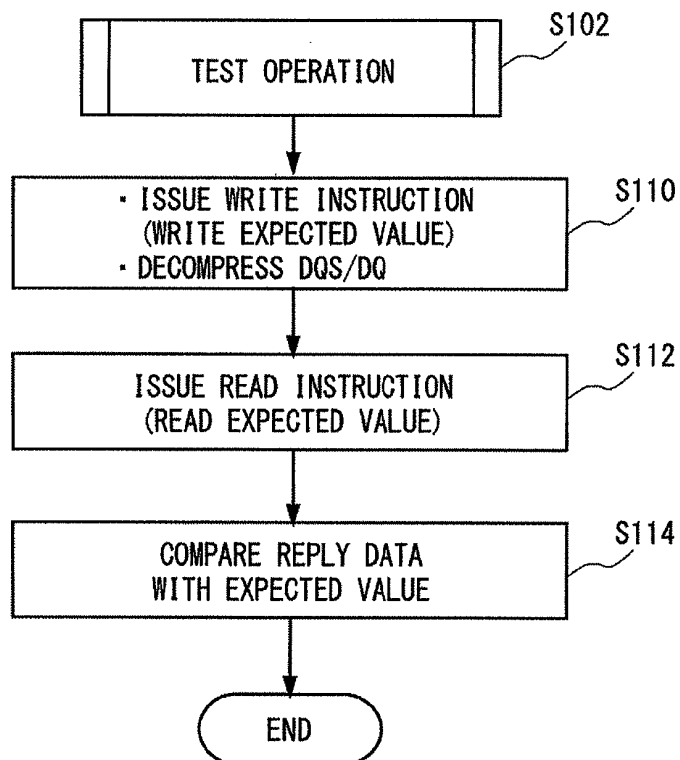 S102
TEST OPERATION
S110
· ISSUE WRITE INSTRUCTION
(WRITE EXPECTED VALUE)
· DECOMPRESS DQS/DQ
S112
ISSUE READ INSTRUCTION
(READ EXPECTED VALUE)
S114
COMPARE REPLY DATA
WITH EXPECTED VALUE
END